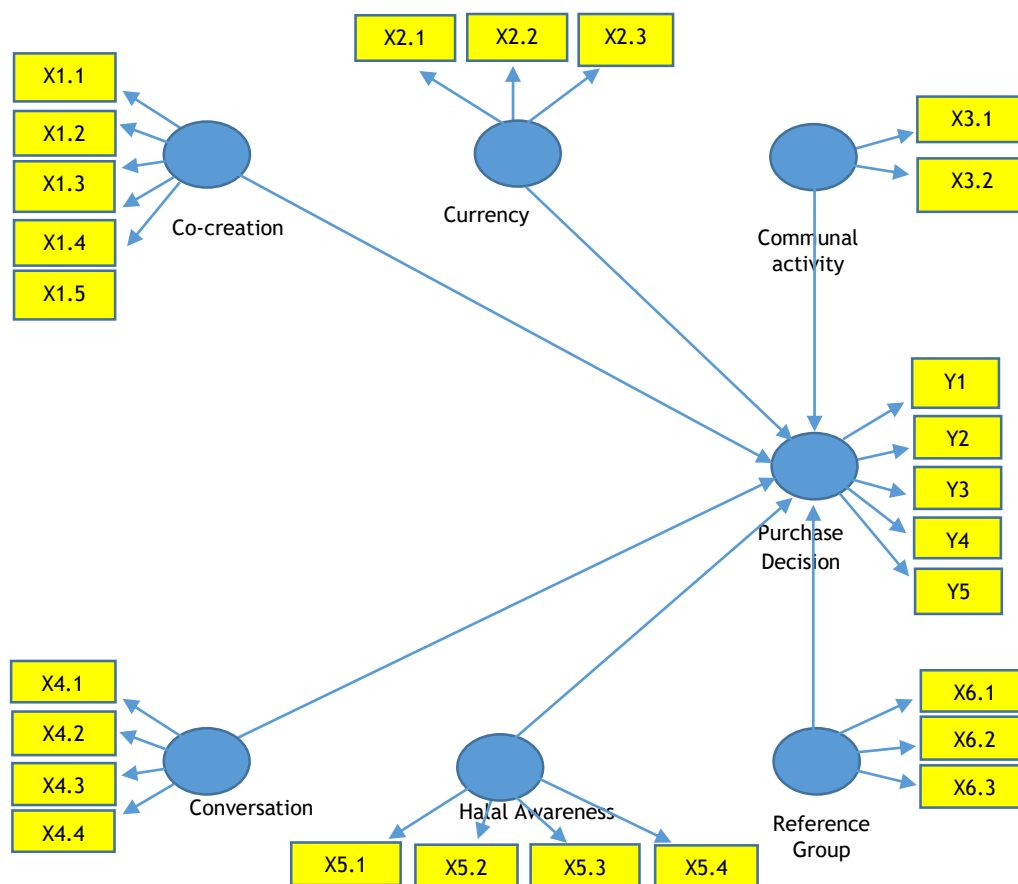 X2.1
X2.2
X2.3
X1.1
X1.2
X1.3
X1.4
X1.5
X3.1
X3.2
Co-creation
Currency
Communal
activity
Y1
Y2
Y3
Y4
Y5
Purchase
Decision
X4.1
X4.2
X4.3
X4.4
Conversation
Halal Awareness
X5.1
X5.2
X5.3
X5.4
X6.1
X6.2
X6.3
Reference
Group